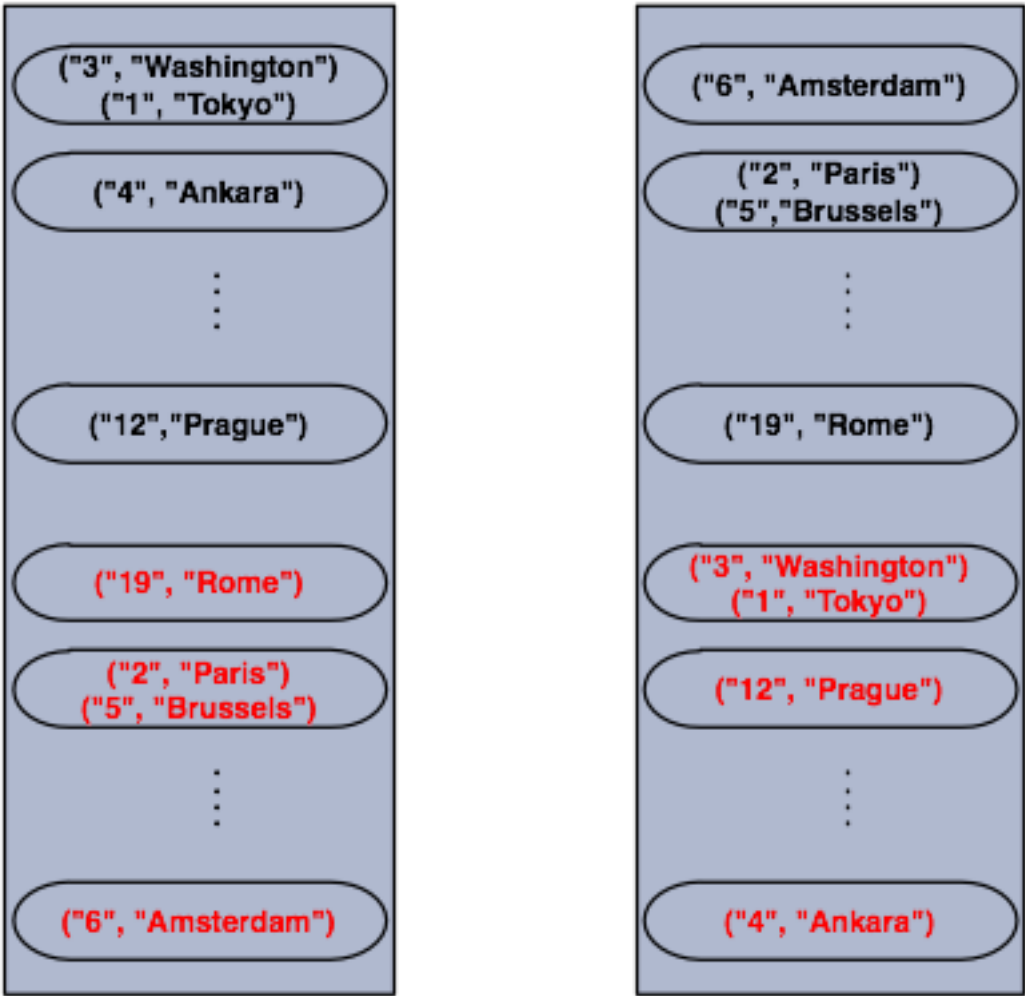 ("3", "Washington")
("1", "Tokyo")
("4", "Ankara")
("12","Prague")
("19", "Rome")
("2", "Paris")
("5", "Brussels")
("6", "Amsterdam")
("6", "Amsterdam")
("2", "Paris")
("5","Brussels")
("19", "Rome")
("3", "Washington")
("1", "Tokyo")
("12", "Prague")
("4", "Ankara")